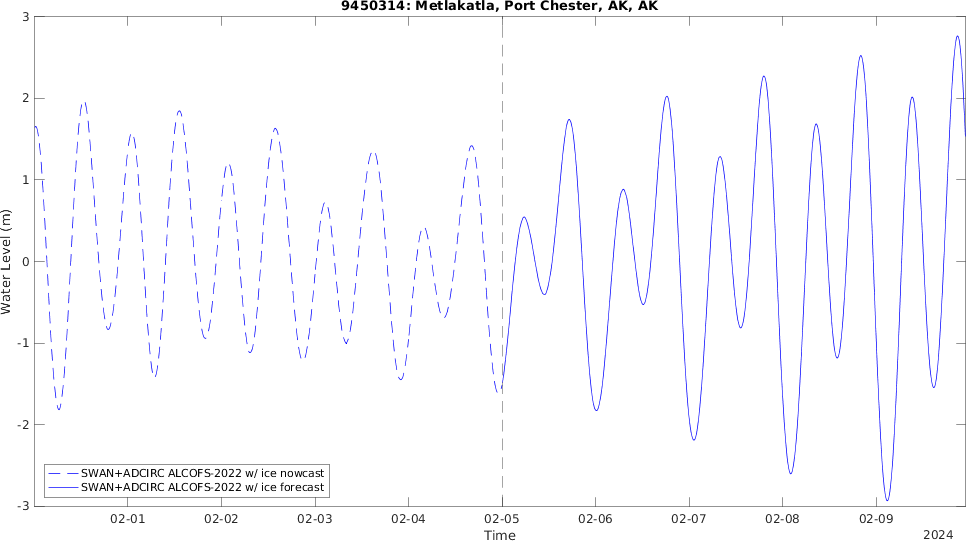 9450314: Metlakatla, Port Chester, AK, AK
3
2
1
0
-1
-2
-3
Water Level (m)
SWAN+ADCIRC ALCOFS-2022 w/ ice nowcast
SWAN+ADCIRC ALCOFS-2022 w/ ice forecast
02-01 02-02 02-03 02-04 02-05 02-06 02-07 02-08 02-09
Time
2024